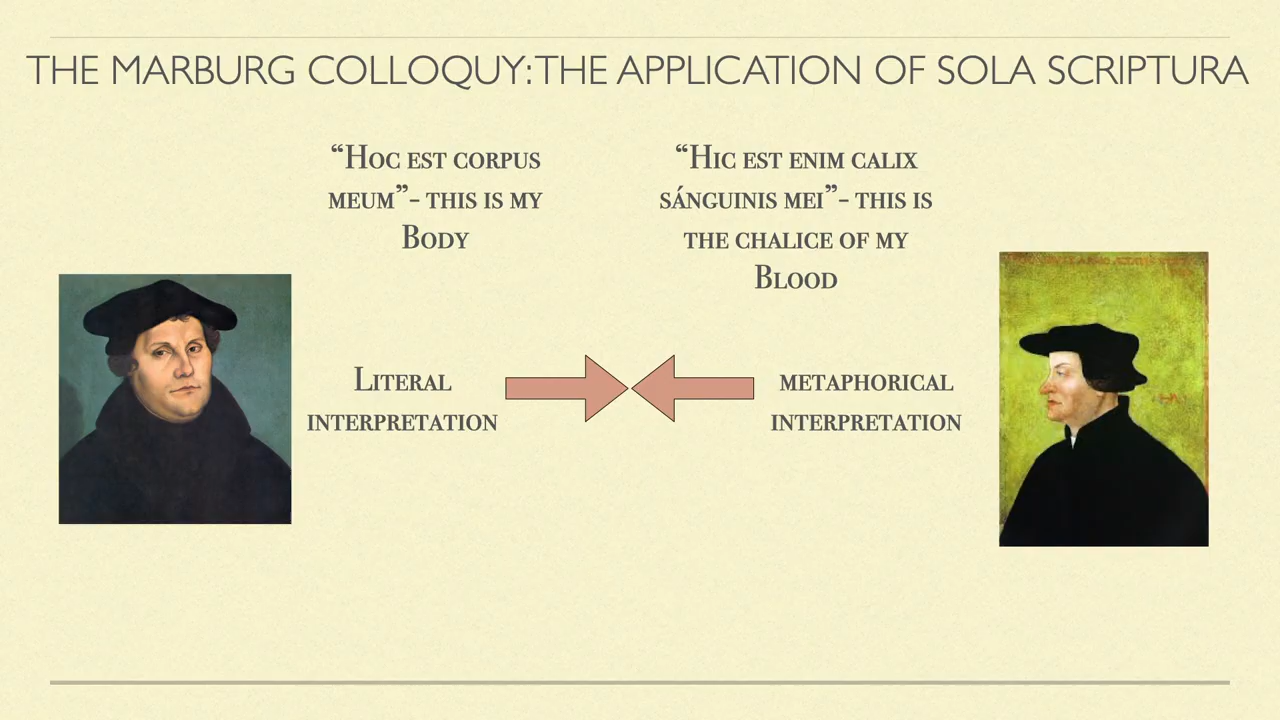 THE MARBURG COLLOQUY: THE APPLICATION OF SOLA SCRIPTURA
“Hoc est corpus
meum”- this is my
Body
“Hic est enim calix
sánguinis mei”- this is
the chalice of my
Blood
Literal
interpretation
metaphorical
interpretation